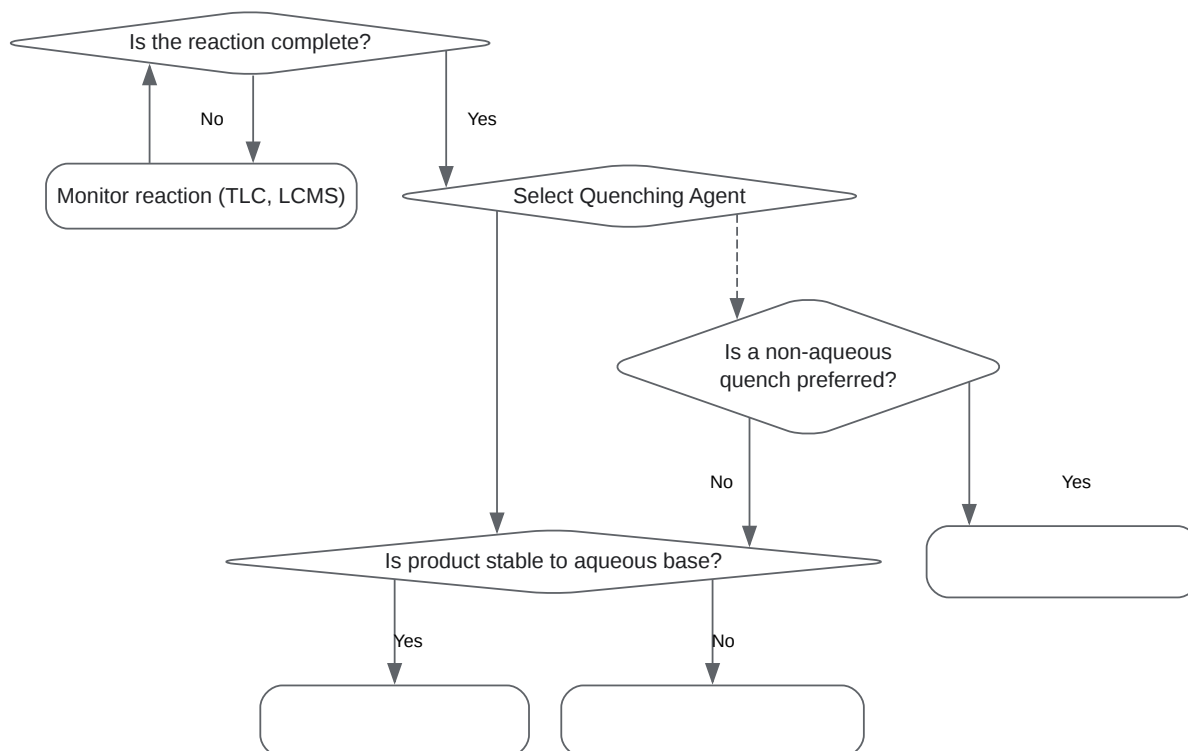 Is the reaction complete?
No
Yes
Monitor reaction (TLC, LCMS)
Select Quenching Agent
Is a non-aqueous
quench preferred?
No
Yes
Is product stable to aqueous base?
Yes
No